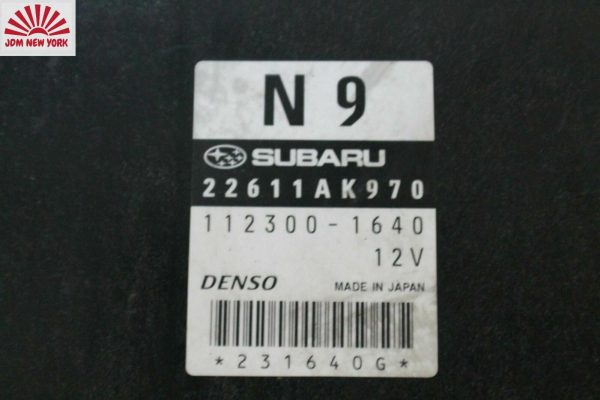 JDM NEW YORK
N 9
SUBARU
22611AK970
112300-1640
12V
DENSO MADE IN JAPAN
*231640G*